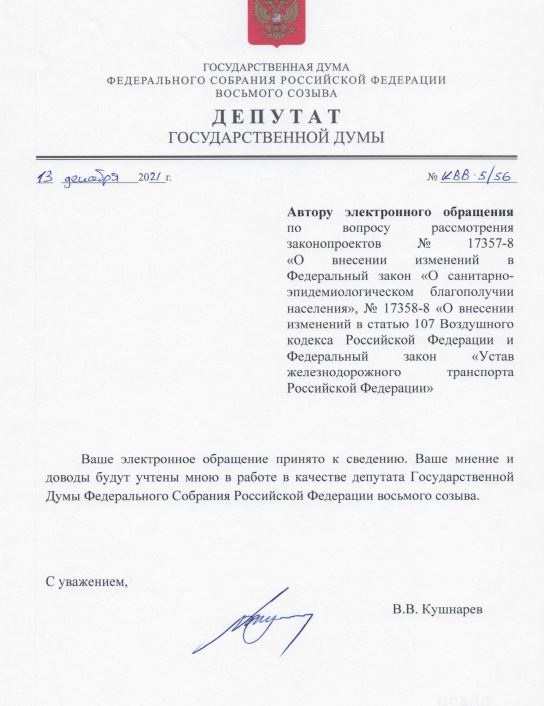 ГОСУДАРСТВЕННАЯ ДУМА
ФЕДЕРАЛЬНОГО СОБРАНИЯ РОССИЙСКОЙ ФЕДЕРАЦИИ
ВОСЬМОГО СОЗЫВА
ДЕПУТАТ
ГОСУДАРСТВЕННОЙ ДУМЫ
13 декабря 2021 г. № КВВ-5/56
Автору электронного обращения
по вопросу рассмотрения
законопроектов № 17357-8
«О внесении изменений в
Федеральный закон «О санитарно-
эпидемиологическом благополучии
населения», № 17358-8 «О внесении
изменений в статью 107 Воздушного
кодекса Российской Федерации и
Федеральный закон «Устав
железнодорожного транспорта
Российской Федерации»
Ваше электронное обращение принято к сведению. Ваше мнение и
доводы будут учтены мною в работе в качестве депутата Государственной
Думы Федерального Собрания Российской Федерации восьмого созыва.
С уважением,
В.В. Кушнарев